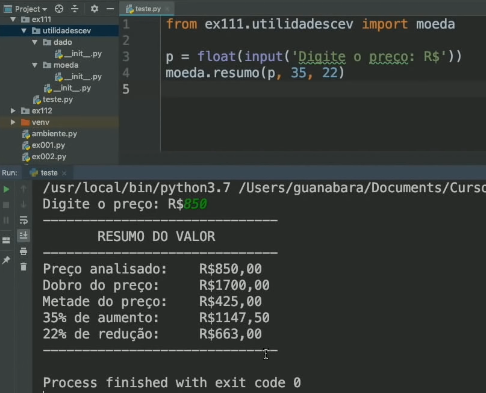 Project
ex111
utilidadescev
dado
__init__.py
moeda
__init__.py
__init__.py
teste.py
ex112
venv
ambiente.py
ex001.py
ex002.py
teste.py
1 from ex111.utilidadescev import moeda
2
3 p = float(input('Digite o preço: R$'))
4 moeda.resumo(p, 35, 22)
5
Run: teste
/usr/local/bin/python3.7 /Users/guanabara/Documents/Curso
Digite o preço: R$850
------------------------------
RESUMO DO VALOR
------------------------------
Preço analisado: R$850,00
Dobro do preço: R$1700,00
Metade do preço: R$425,00
35% de aumento: R$1147,50
22% de redução: R$663,00
------------------------------
Process finished with exit code 0